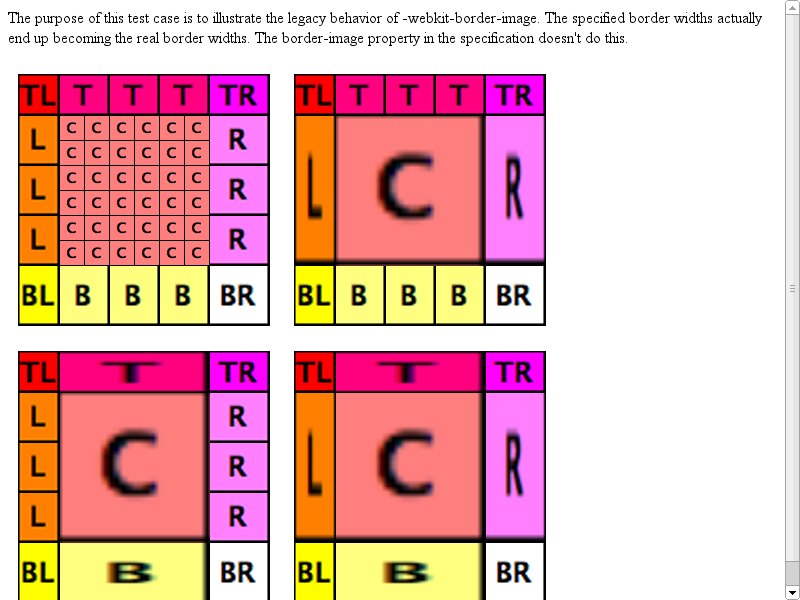 The purpose of this test case is to illustrate the legacy behavior of -webkit-border-image. The specified border widths actually
end up becoming the real border widths. The border-image property in the specification doesn't do this.
TL T T T TR TL T T T TR
C C C C C C
L R
C C C C C C
C C C C C C
L R L C R
C C C C C C
C C C C C C
L R
C C C C C C
BL B B B BR BL B B B BR
TL T TR TL T TR
L R
L C R L C R
L R
BL B BR BL B BR